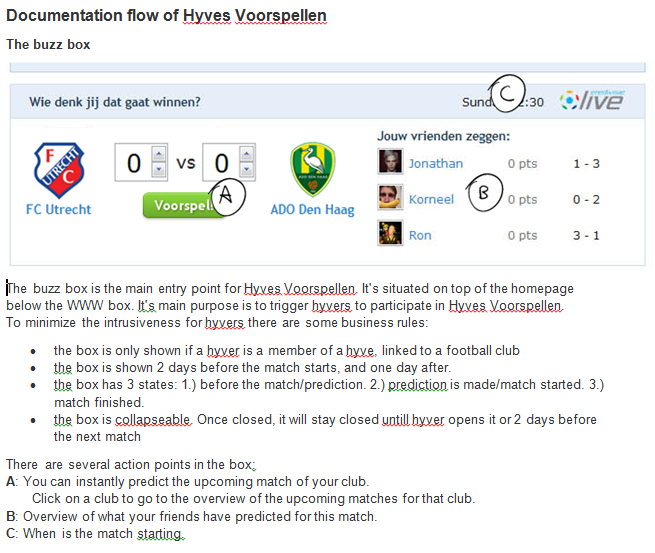 Documentation flow of Hyves Voorspellen
The buzz box
Wie denk jij dat gaat winnen?
:30
live
Jouw vrienden zeggen:
F
UTRECHT
C
0 vs 0
ADO DEN HAAG
Jonathan 0 pts 1 - 3
Korneel 0 pts 0 - 2
Ron 0 pts 3 - 1
FC Utrecht
ADO Den Haag
A
B
C
The buzz box is the main entry point for Hyves Voorspellen. It's situated on top of the homepage
below the WWW box. It's main purpose is to trigger hyvers to participate in Hyves Voorspellen.
To minimize the intrusiveness for hyvers there are some business rules:
• the box is only shown if a hyver is a member of a hyve, linked to a football club
• the box is shown 2 days before the match starts, and one day after.
• the box has 3 states: 1.) before the match/prediction. 2.) prediction is made/match started. 3.)
match finished.
• the box is collapseable. Once closed, it will stay closed untill hyver opens it or 2 days before
the next match
There are several action points in the box:
A: You can instantly predict the upcoming match of your club.
Click on a club to go to the overview of the upcoming matches for that club.
B: Overview of what your friends have predicted for this match.
C: When is the match starting.